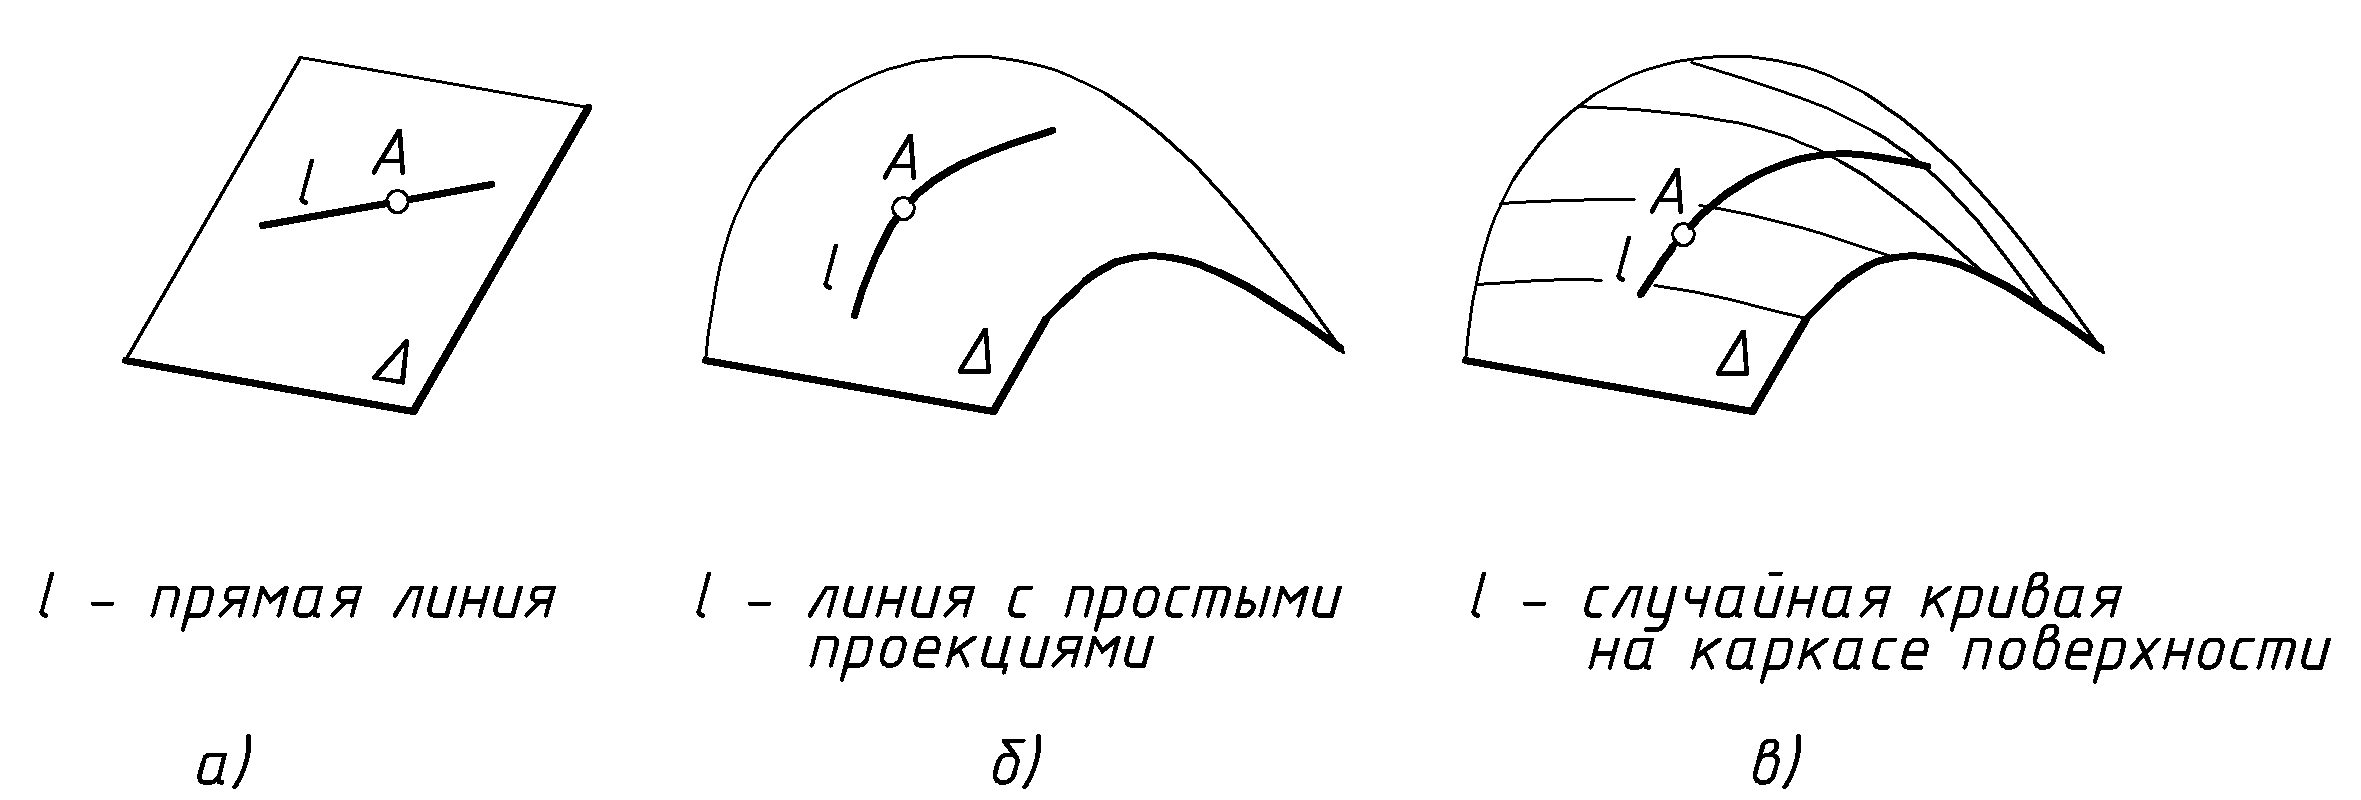 l A Δ
A l Δ
A l Δ
l – прямая линия
l – линия с простыми
проекциями
l – случайная кривая
на каркасе поверхности
а) б) в)